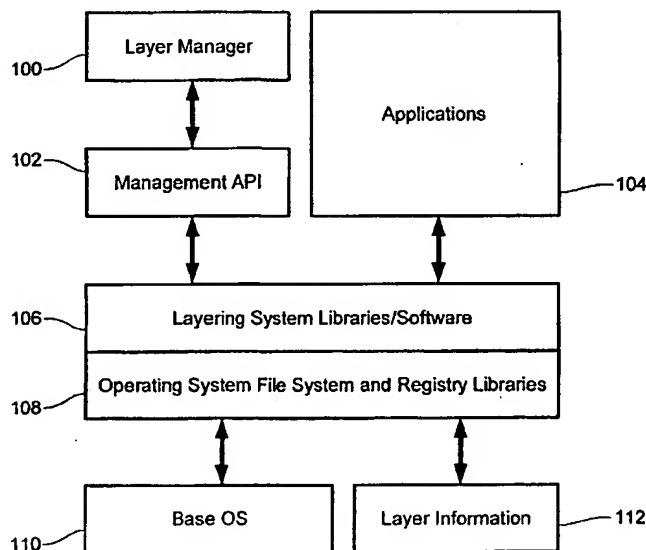 Layer Manager
100
Applications
102
Management API
104
106
Layering System Libraries/Software
Operating System File System and Registry Libraries
108
Base OS
Layer Information
112
110